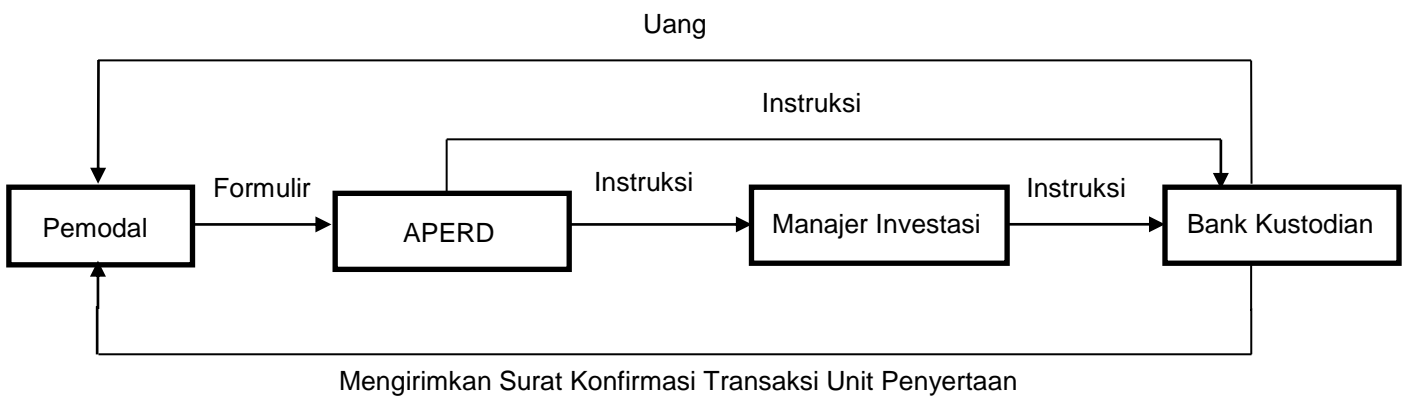 Uang
Instruksi
Formulir
Instruksi
Instruksi
Pemodal
APERD
Manajer Investasi
Bank Kustodian
Mengirimkan Surat Konfirmasi Transaksi Unit Penyertaan